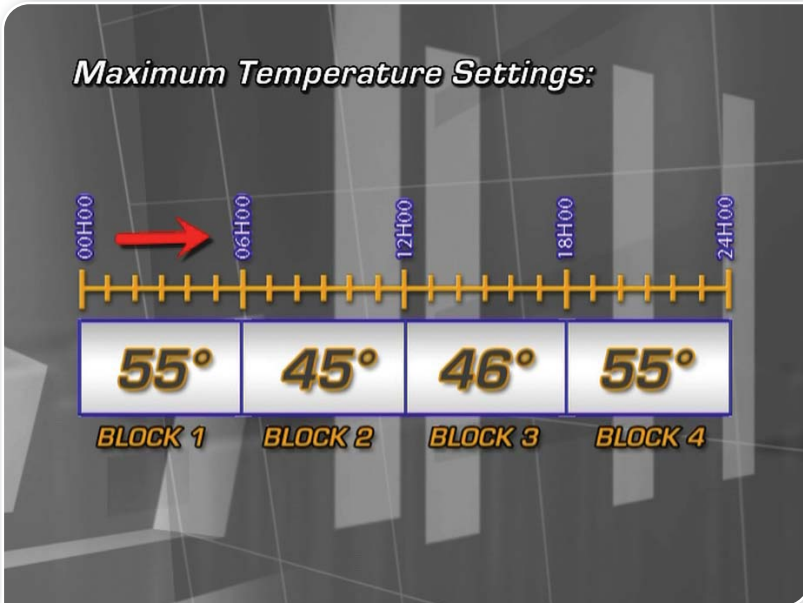 Maximum Temperature Settings:
00H00 06H00 12H00 18H00 24H00
55° 45° 46° 55°
BLOCK 1 BLOCK 2 BLOCK 3 BLOCK 4